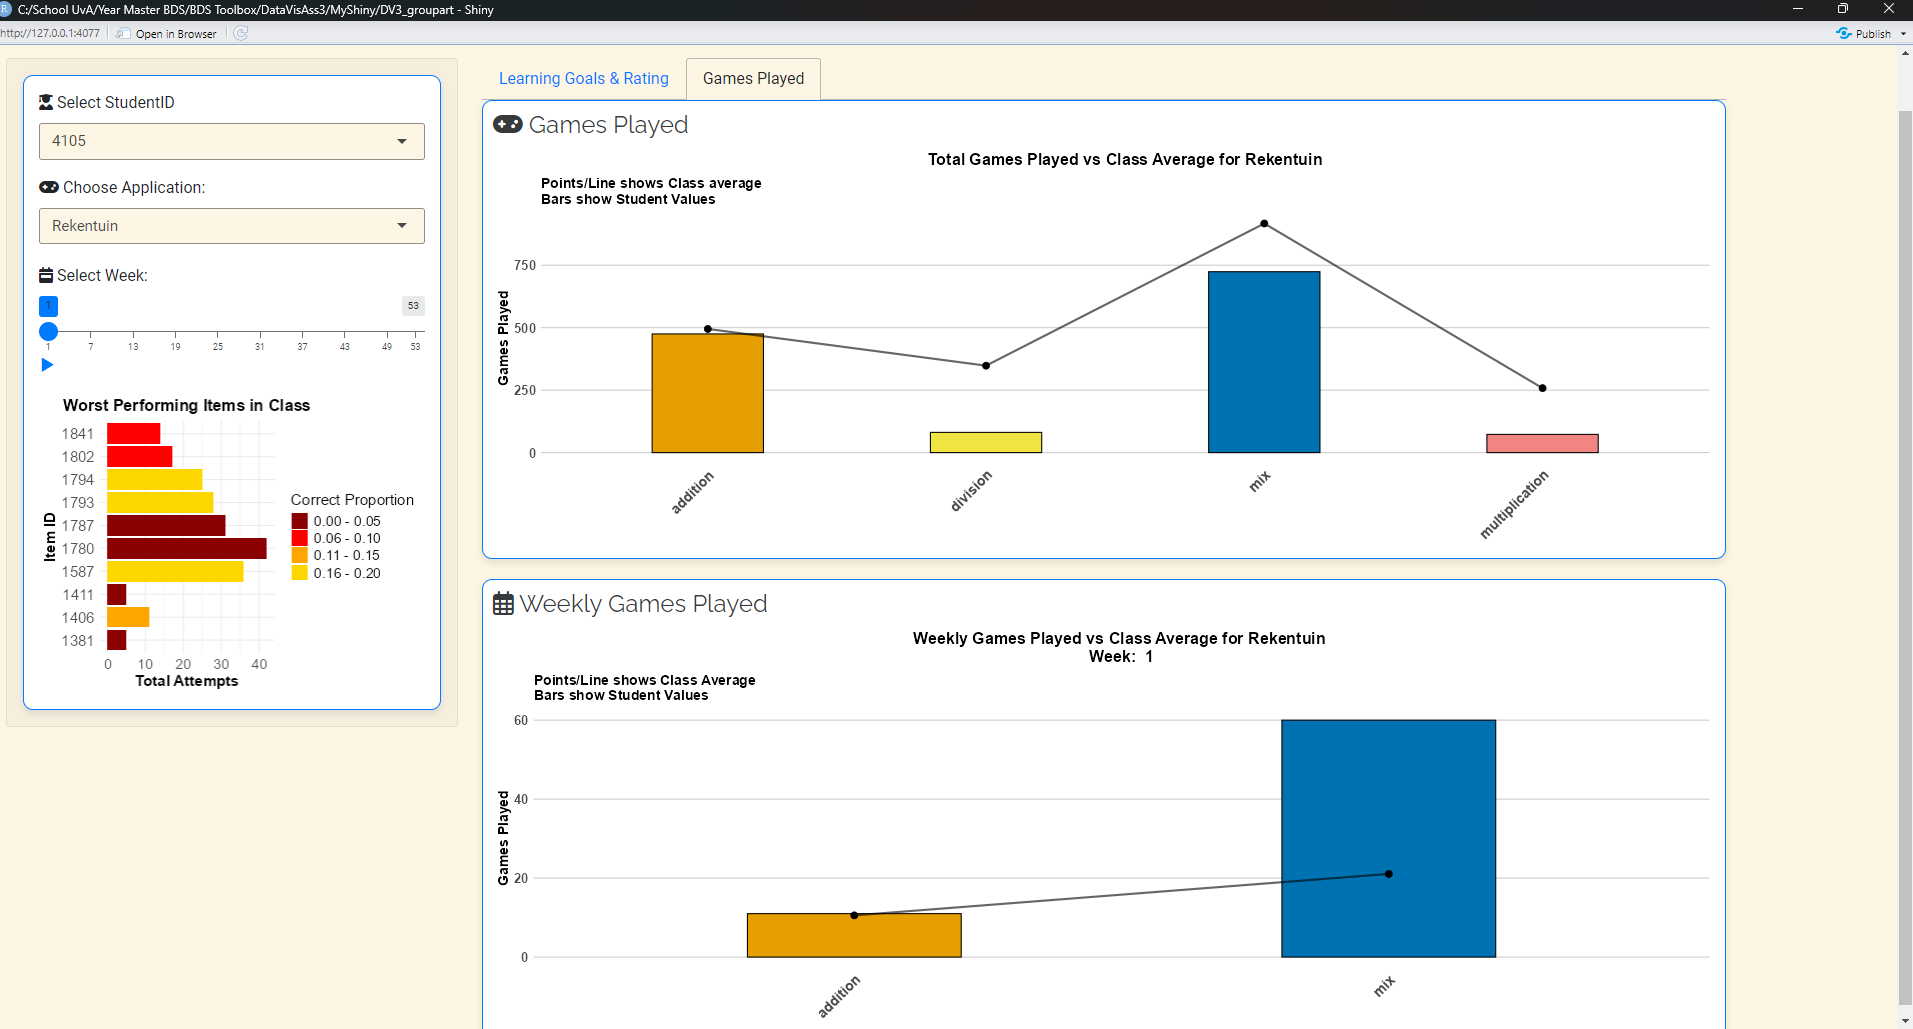 C:/School UvA/Year Master BDS/BDS Toolbox/DataVisAss3/MyShiny/DV3_groupart - Shiny
http://127.0.0.1:4077
Open in Browser
Publish
Select StudentID
4105
Choose Application:
Rekentuin
Select Week:
1
53
1 7 13 19 25 31 37 43 49 53
Worst Performing Items in Class
Item ID
1841
1802
1794
1793
1787
1780
1587
1411
1406
1381
0 10 20 30 40
Total Attempts
Correct Proportion
0.00 - 0.05
0.06 - 0.10
0.11 - 0.15
0.16 - 0.20
Learning Goals & Rating
Games Played
Games Played
Total Games Played vs Class Average for Rekentuin
Points/Line shows Class average
Bars show Student Values
Games Played
750
500
250
0
addition
division
mix
multiplication
Weekly Games Played
Weekly Games Played vs Class Average for Rekentuin
Week: 1
Points/Line shows Class Average
Bars show Student Values
Games Played
60
40
20
0
addition
mix